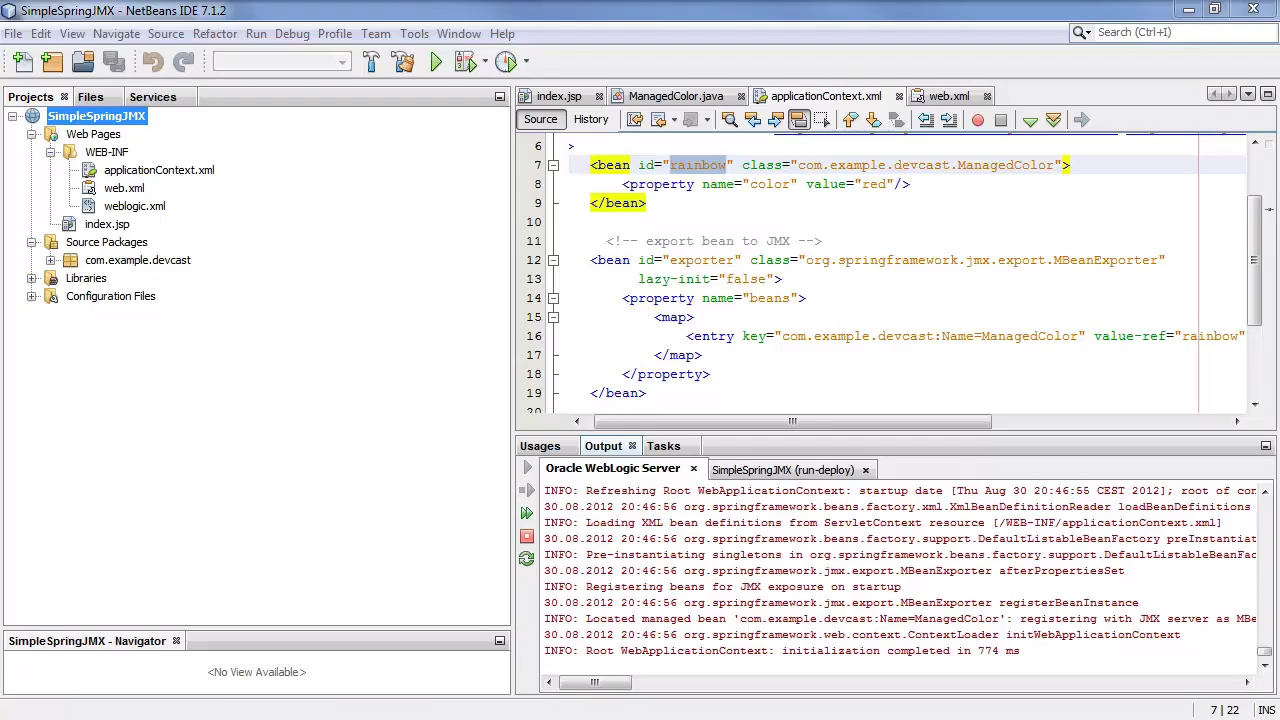 SimpleSpringJMX - NetBeans IDE 7.1.2
File Edit View Navigate Source Refactor Run Debug Profile Team Tools Window Help
Search (Ctrl+I)
Projects Files Services
SimpleSpringJMX
Web Pages
WEB-INF
applicationContext.xml
web.xml
weblogic.xml
index.jsp
Source Packages
com.example.devcast
Libraries
Configuration Files
SimpleSpringJMX - Navigator
<No View Available>
index.jsp ManagedColor.java applicationContext.xml web.xml
Source History
6 >
7 <bean id="rainbow" class="com.example.devcast.ManagedColor">
8 <property name="color" value="red"/>
9 </bean>
10
11 <!-- export bean to JMX -->
12 <bean id="exporter" class="org.springframework.jmx.export.MBeanExporter"
13 lazy-init="false">
14 <property name="beans">
15 <map>
16 <entry key="com.example.devcast:Name=ManagedColor" value-ref="rainbow"
17 </map>
18 </property>
19 </bean>
20
Usages Output Tasks
Oracle WebLogic Server SimpleSpringJMX (run-deploy)
INFO: Refreshing Root WebApplicationContext: startup date [Thu Aug 30 20:46:55 CEST 2012]; root of con
30.08.2012 20:46:56 org.springframework.beans.factory.xml.XmlBeanDefinitionReader loadBeanDefinitions
INFO: Loading XML bean definitions from ServletContext resource [/WEB-INF/applicationContext.xml]
30.08.2012 20:46:56 org.springframework.beans.factory.support.DefaultListableBeanFactory preInstantiat
INFO: Pre-instantiating singletons in org.springframework.beans.factory.support.DefaultListableBeanFac
30.08.2012 20:46:56 org.springframework.jmx.export.MBeanExporter afterPropertiesSet
INFO: Registering beans for JMX exposure on startup
30.08.2012 20:46:56 org.springframework.jmx.export.MBeanExporter registerBeanInstance
INFO: Located managed bean 'com.example.devcast:Name=ManagedColor': registering with JMX server as MBe
30.08.2012 20:46:56 org.springframework.web.context.ContextLoader initWebApplicationContext
INFO: Root WebApplicationContext: initialization completed in 774 ms
7 | 22 INS